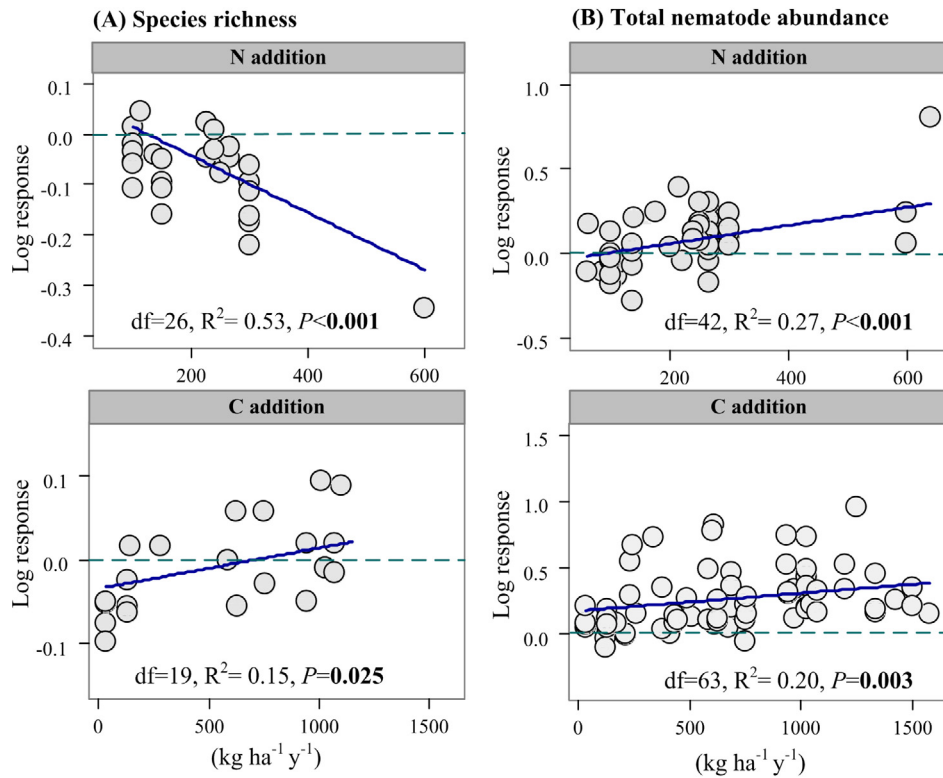 (A) Species richness
N addition
Log response
0.1
0.0
-0.1
-0.2
-0.3
-0.4
df=26, R²= 0.53, P<0.001
200
400
600
(B) Total nematode abundance
N addition
Log response
1.0
0.5
0.0
-0.5
df=42, R²= 0.27, P<0.001
200
400
600
C addition
Log response
0.1
0.0
-0.1
df=19, R²= 0.15, P=0.025
0
500
1000
1500
(kg ha⁻¹ y⁻¹)
C addition
Log response
1.5
1.0
0.5
0.0
df=63, R²= 0.20, P=0.003
0
500
1000
1500
(kg ha⁻¹ y⁻¹)